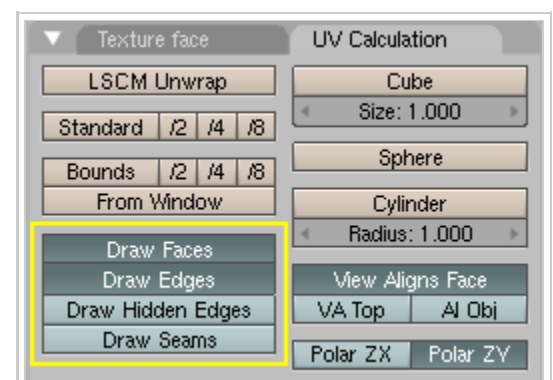 Texture face UV Calculation
LSCM Unwrap
Standard /2 /4 /8
Bounds /2 /4 /8
From Window
Draw Faces
Draw Edges
Draw Hidden Edges
Draw Seams
Cube
Size: 1.000
Sphere
Cylinder
Radius: 1.000
View Aligns Face
VA Top Al Obj
Polar ZX Polar ZY